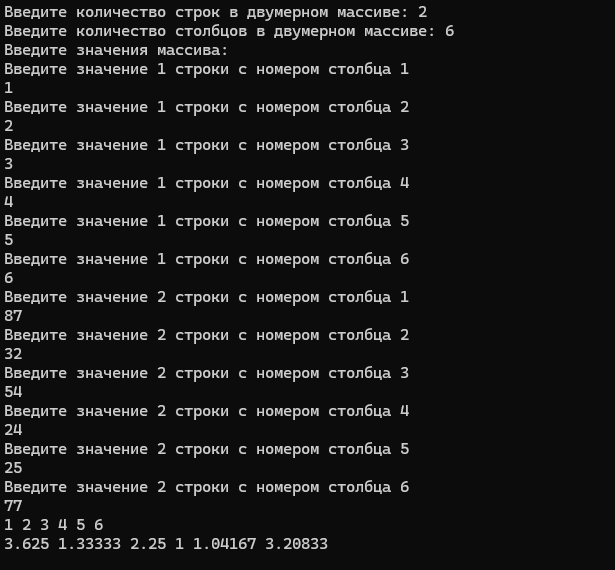 Введите количество строк в двумерном массиве: 2
Введите количество столбцов в двумерном массиве: 6
Введите значения массива:
Введите значение 1 строки с номером столбца 1
1
Введите значение 1 строки с номером столбца 2
2
Введите значение 1 строки с номером столбца 3
3
Введите значение 1 строки с номером столбца 4
4
Введите значение 1 строки с номером столбца 5
5
Введите значение 1 строки с номером столбца 6
6
Введите значение 2 строки с номером столбца 1
87
Введите значение 2 строки с номером столбца 2
32
Введите значение 2 строки с номером столбца 3
54
Введите значение 2 строки с номером столбца 4
24
Введите значение 2 строки с номером столбца 5
25
Введите значение 2 строки с номером столбца 6
77
1 2 3 4 5 6
3.625 1.33333 2.25 1 1.04167 3.20833